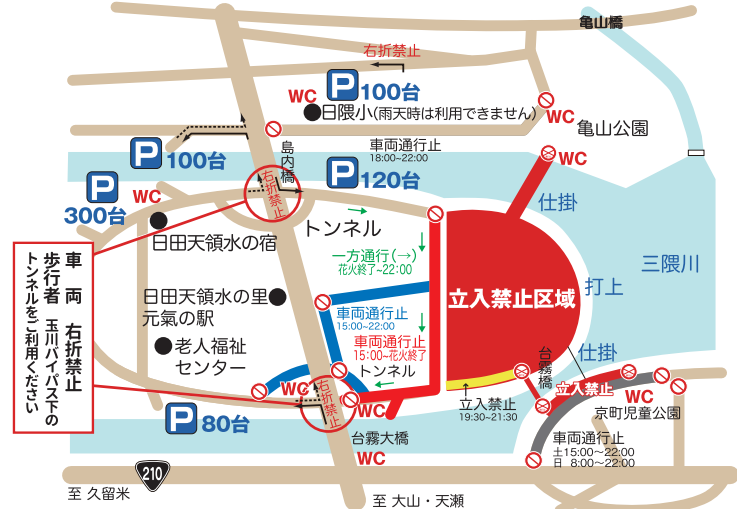 亀山橋
右折禁止
P 100台
WC
日隈小(雨天時は利用できません)
WC
亀山公園
島内橋
車両通行止
18:00~22:00
P 100台
P 120台
WC
P 300台
WC
右折禁止
仕掛
トンネル
日田天領水の宿
一方通行(→)
花火終了~22:00
三隈川
打上
立入禁止区域
日田天領水の里
元氣の駅
車両通行止
15:00~22:00
車両通行止
15:00~花火終了
老人福祉
センター
トンネル
仕掛
台霧橋
車両 右折禁止
歩行者 玉川バイパス下の
トンネルをご利用ください
WC
右折禁止
立入禁止
WC
立入禁止
19:30~21:30
WC
京町児童公園
P 80台
台霧大橋
車両通行止
土15:00~22:00
日 8:00~22:00
WC
210
至 久留米
至 大山・天瀬